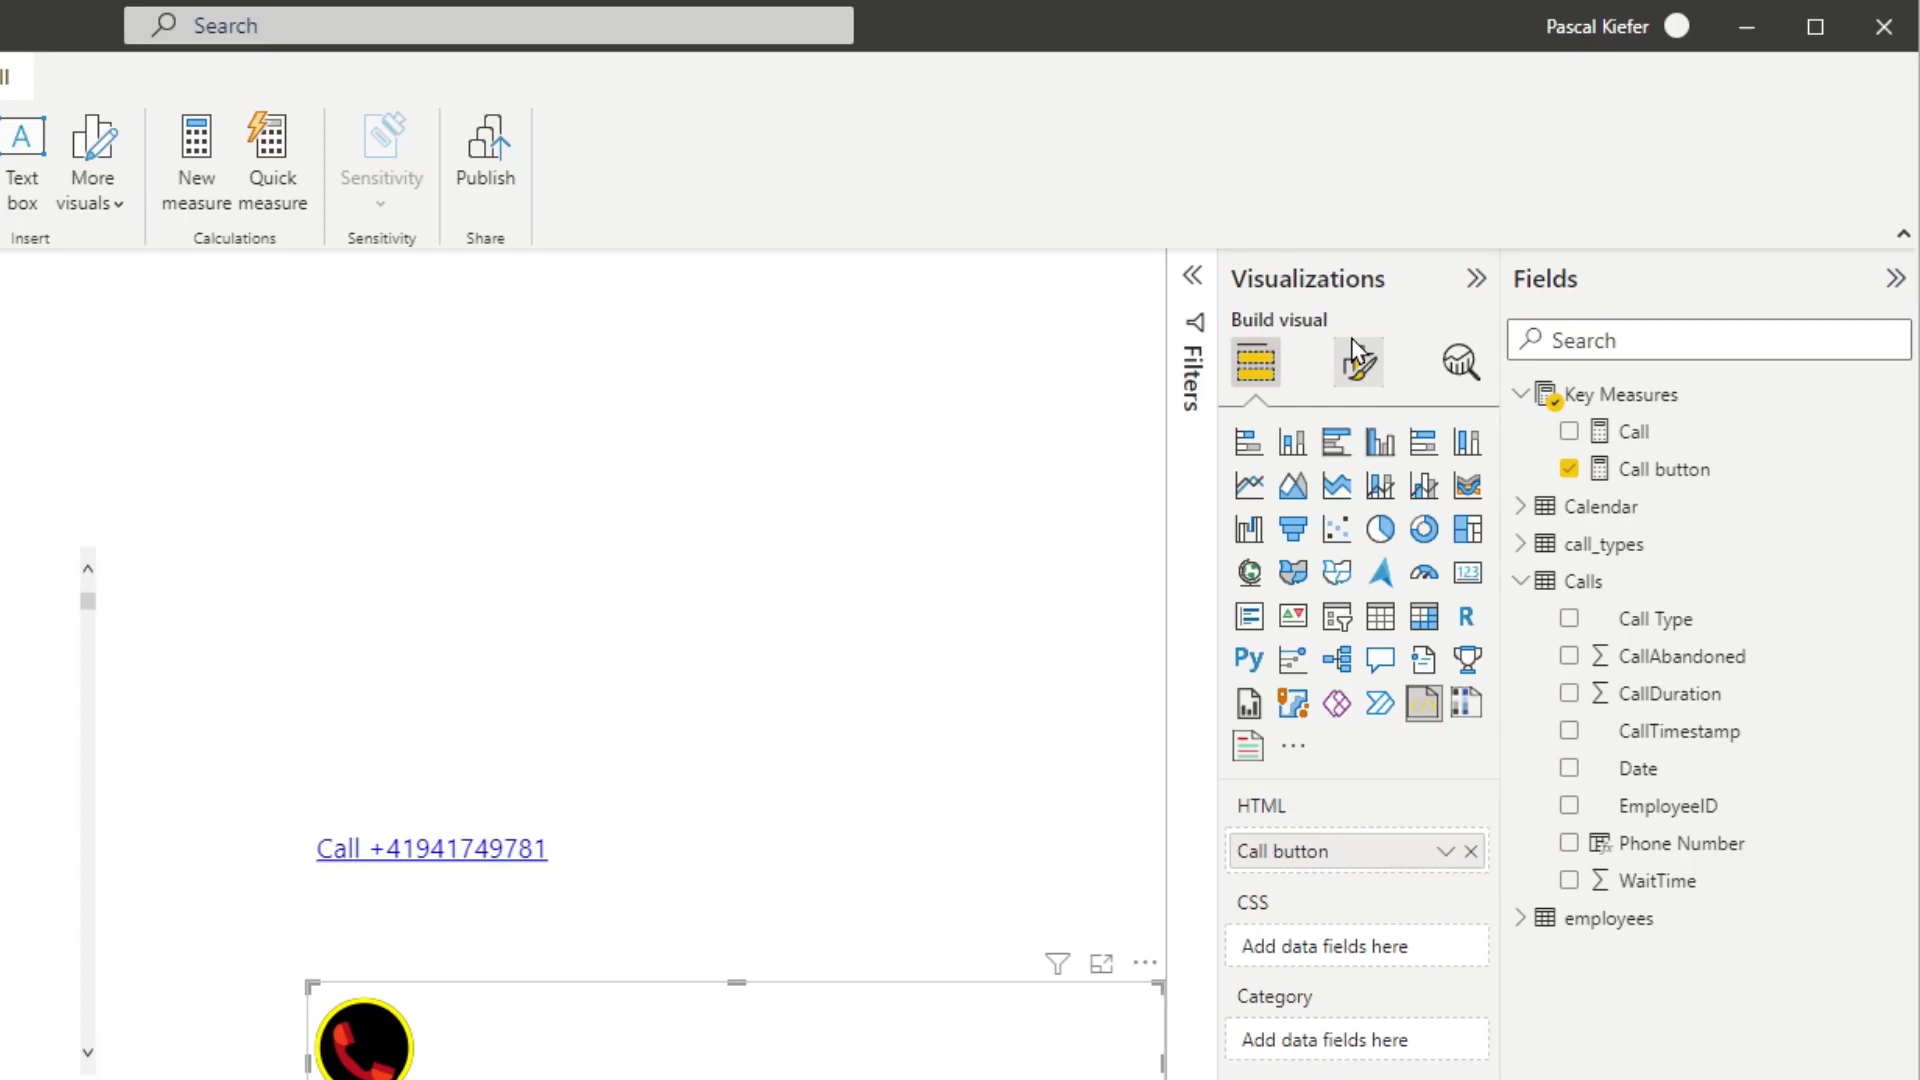 Search
Pascal Kiefer
Text
box
More
visuals
New
measure
Quick
measure
Sensitivity
Publish
Insert
Calculations
Sensitivity
Share
Filters
Visualizations
Build visual
Fields
Search
Key Measures
Call
Call button
Calendar
call_types
Calls
Call Type
CallAbandoned
CallDuration
CallTimestamp
Date
EmployeeID
Phone Number
WaitTime
employees
123
R
Py
HTML
Call button
CSS
Add data fields here
Category
Add data fields here
Call +41941749781